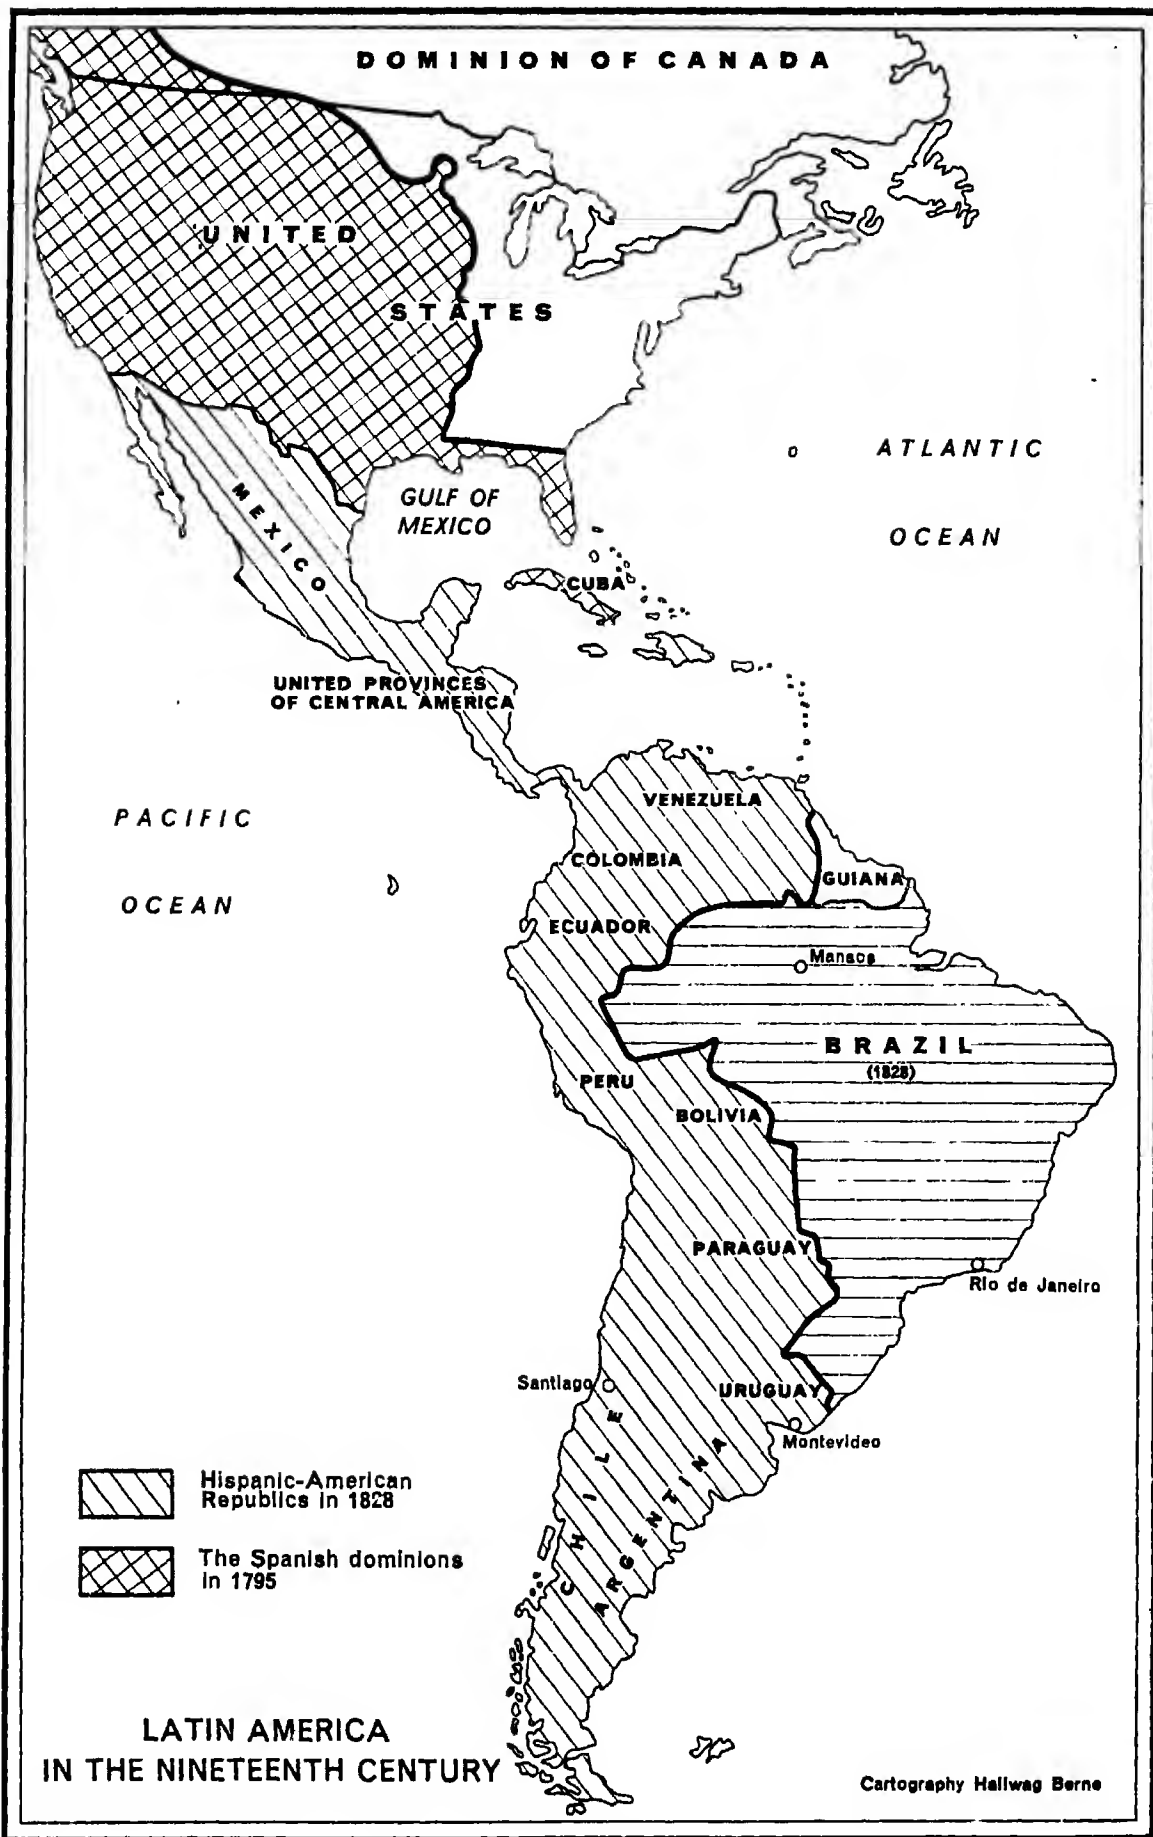 DOMINION OF CANADA
UNITED
STATES
ATLANTIC
OCEAN
GULF OF
MEXICO
MEXICO
CUBA
UNITED PROVINCES
OF CENTRAL AMERICA
PACIFIC
OCEAN
VENEZUELA
COLOMBIA
GUIANA
ECUADOR
Manaos
BRAZIL
(1828)
PERU
BOLIVIA
PARAGUAY
Rio de Janeiro
Santiago
URUGUAY
Montevideo
CHILE
ARGENTINA
Hispanic-American
Republics in 1828
The Spanish dominions
in 1795
LATIN AMERICA
IN THE NINETEENTH CENTURY
Cartography Hallwag Berne